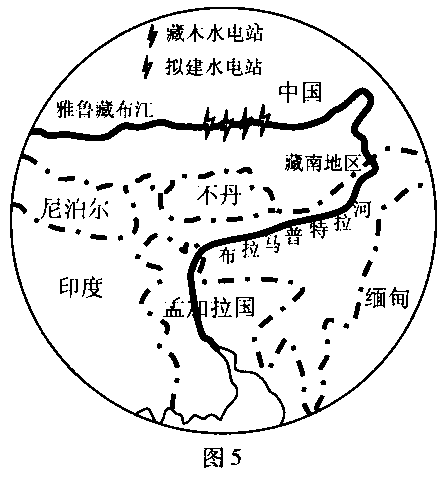 藏木水电站
拟建水电站
中国
雅鲁藏布江
藏南地区
尼泊尔
不丹
布拉马普特拉河
印度
孟加拉国
缅甸
图5